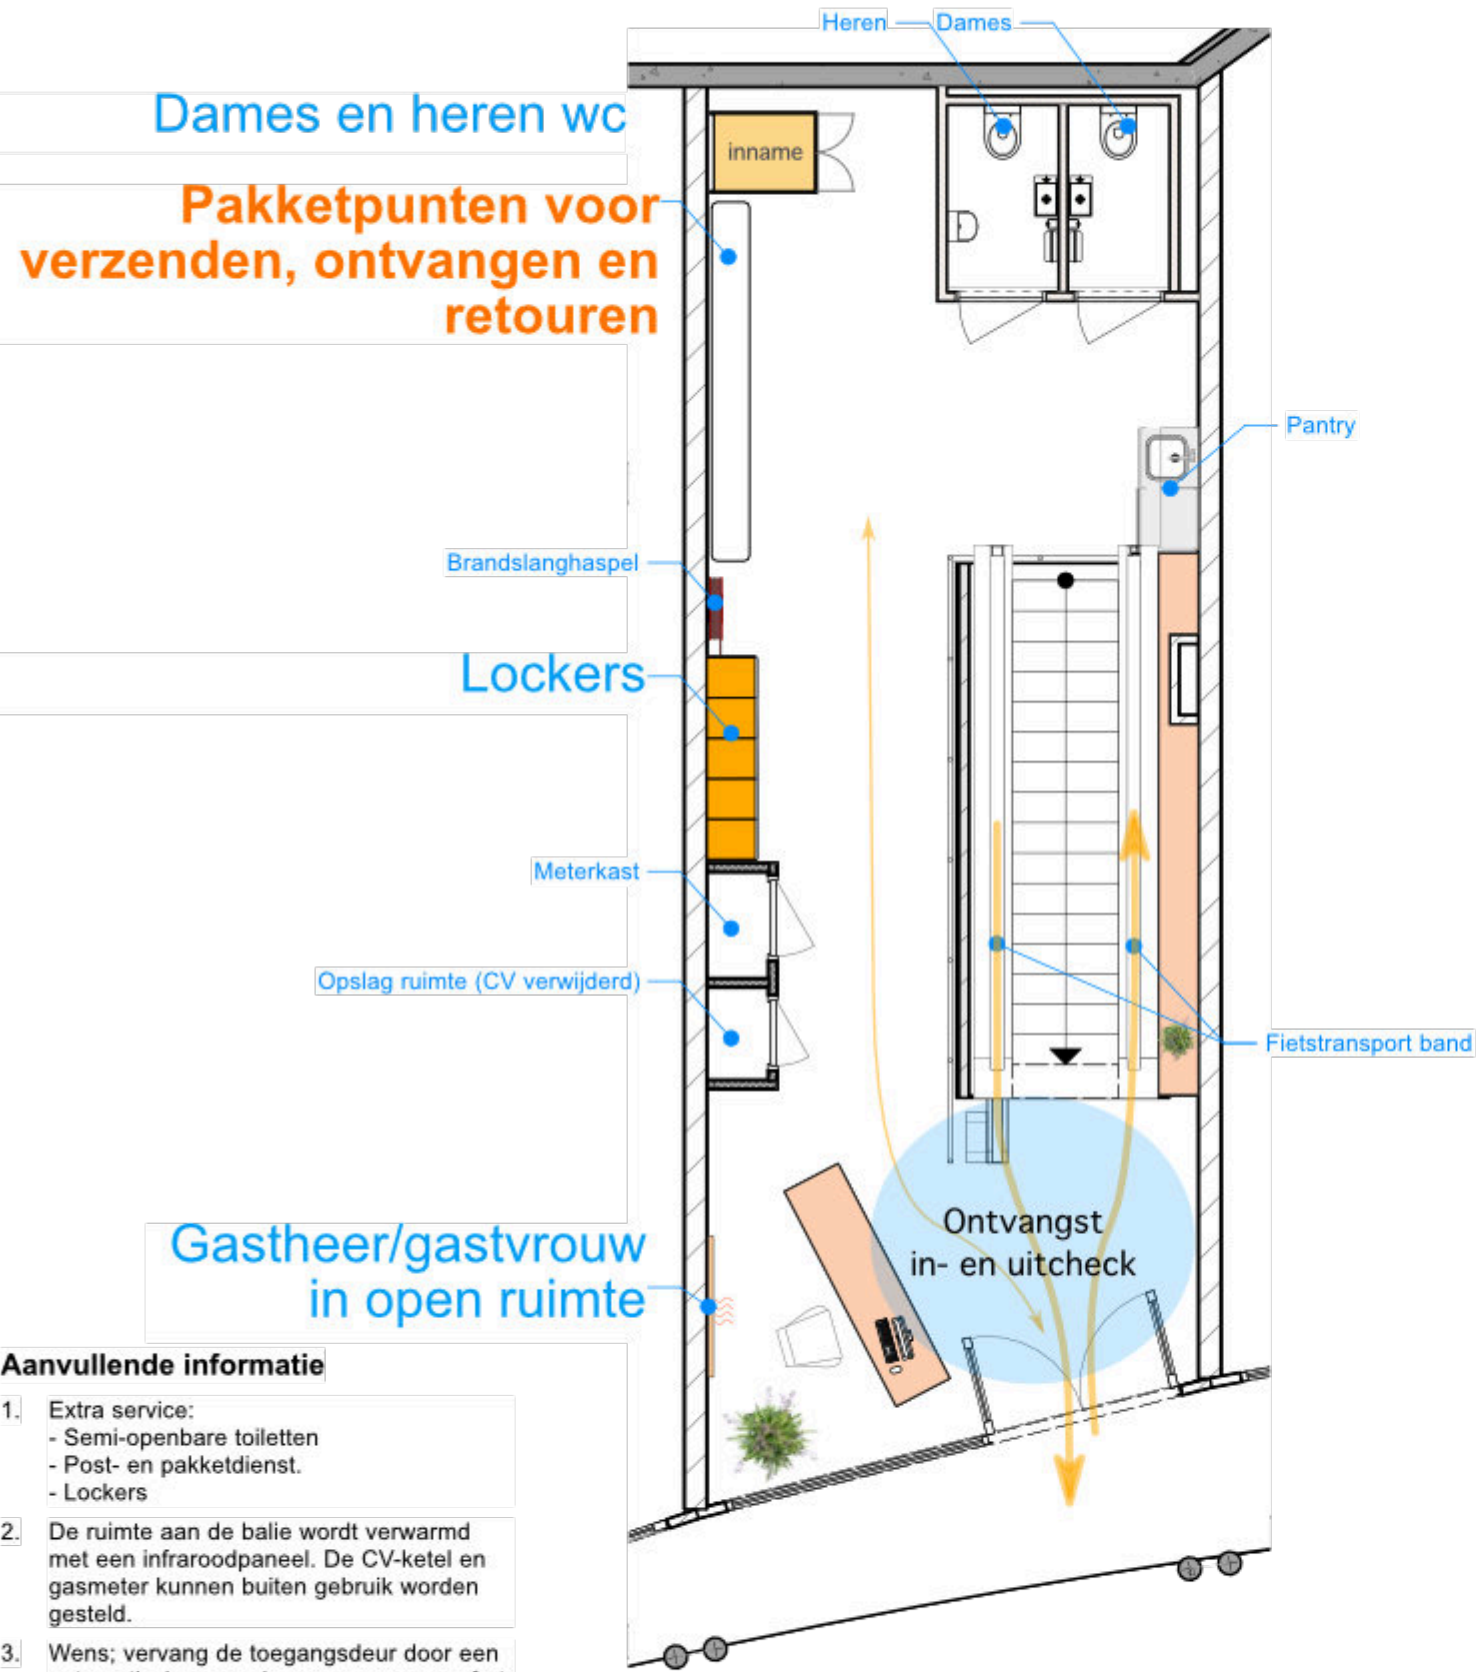 Heren
Dames
Dames en heren wc
inname
Pakketpunten voor
verzenden, ontvangen en
retouren
Pantry
Brandslanghaspel
Lockers
Meterkast
Opslag ruimte (CV verwijderd)
Fietstransport band
Ontvangst
in- en uitcheck
Gastheer/gastvrouw
in open ruimte
Aanvullende informatie
1. Extra service:
- Semi-openbare toiletten
- Post- en pakketdienst.
- Lockers
2. De ruimte aan de balie wordt verwarmd
met een infraroodpaneel. De CV-ketel en
gasmeter kunnen buiten gebruik worden
gesteld.
3. Wens; vervang de toegangsdeur door een